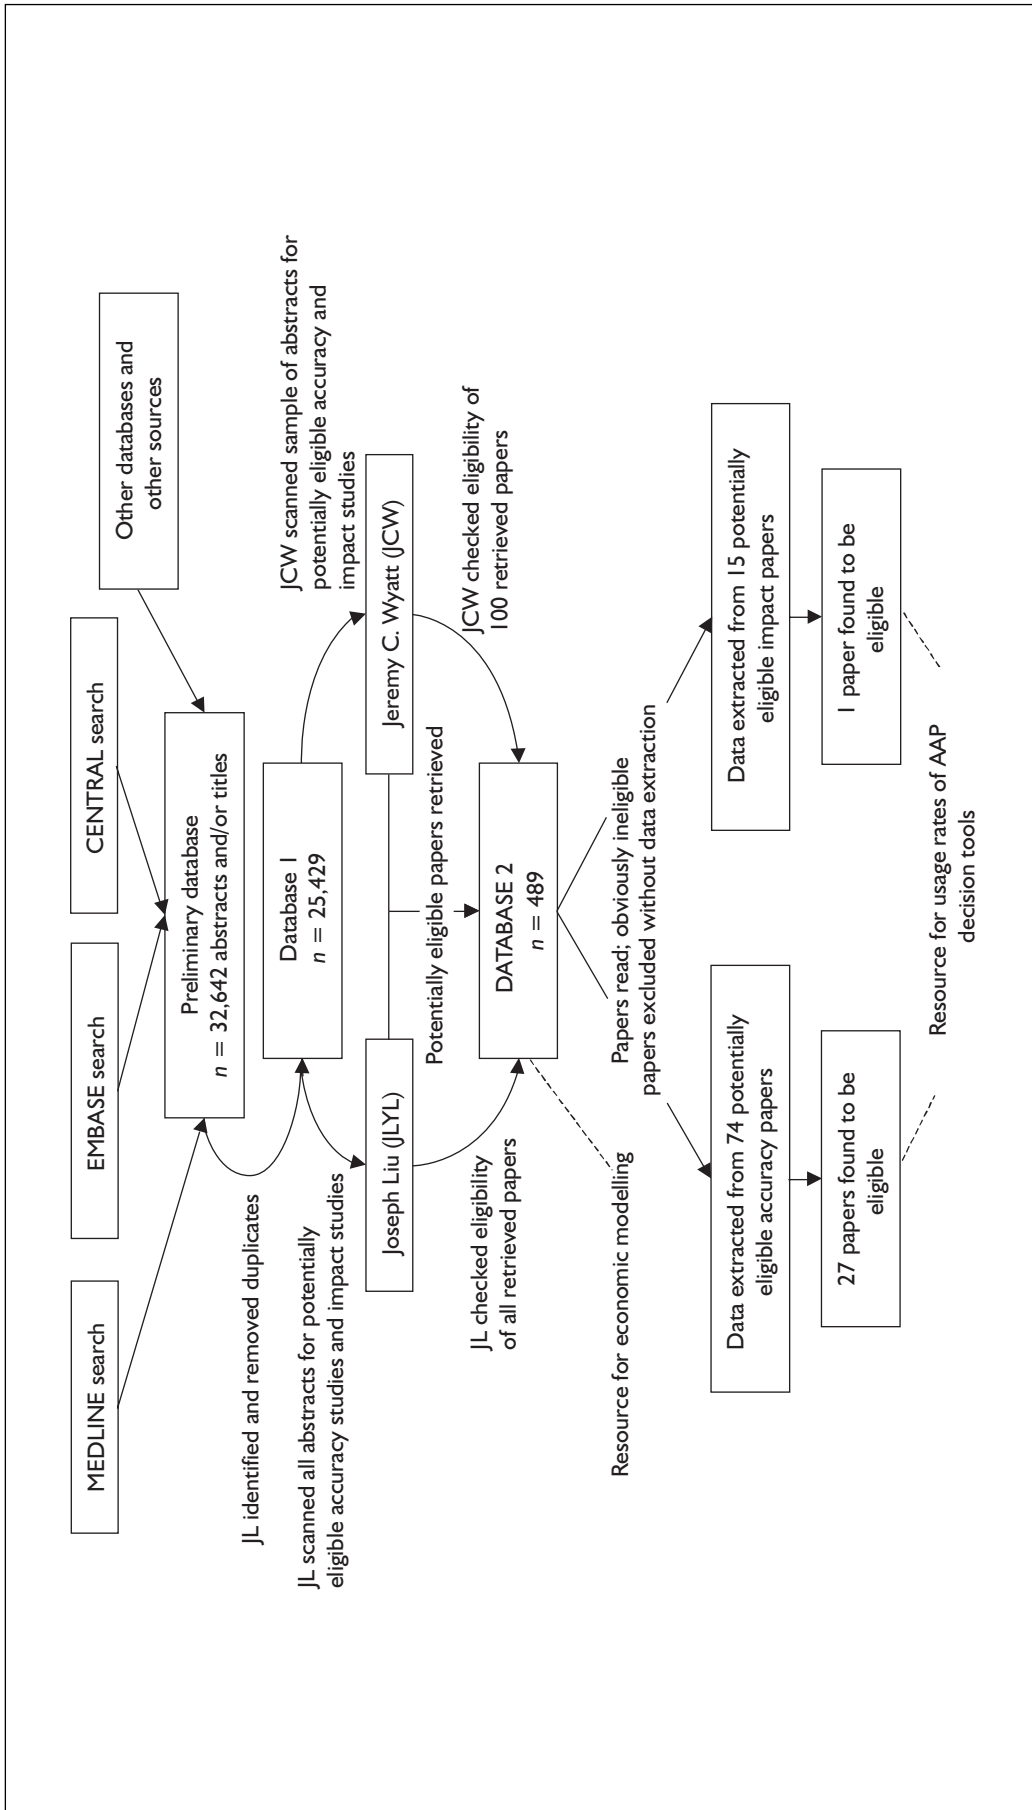 MEDLINE search
EMBASE search
CENTRAL search
Other databases and
other sources
Preliminary database
n = 32,642 abstracts and/or titles
JL identified and removed duplicates
Database 1
n = 25,429
JL scanned all abstracts for potentially
eligible accuracy studies and impact studies
JCW scanned sample of abstracts for
potentially eligible accuracy and
impact studies
Joseph Liu (JLYL)
Jeremy C. Wyatt (JCW)
Potentially eligible papers retrieved
JL checked eligibility
of all retrieved papers
JCW checked eligibility of
100 retrieved papers
DATABASE 2
n = 489
Resource for economic modelling
Papers read; obviously ineligible
papers excluded without data extraction
Data extracted from 74 potentially
eligible accuracy papers
Data extracted from 15 potentially
eligible impact papers
27 papers found to be
eligible
1 paper found to be
eligible
Resource for usage rates of AAP
decision tools